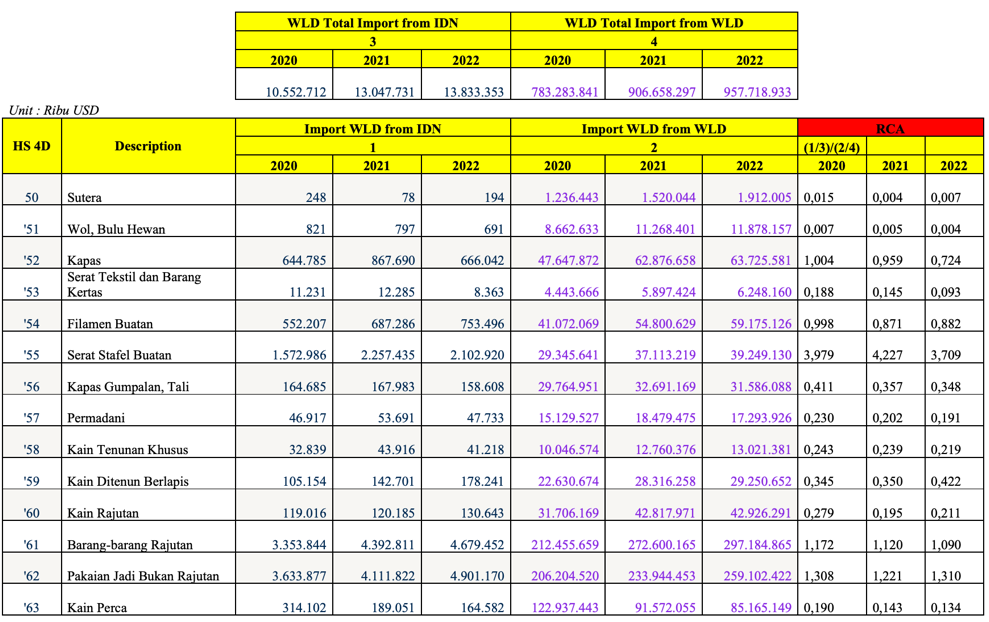 WLD Total Import from IDN WLD Total Import from WLD
3 4
2020 2021 2022 2020 2021 2022
10.552.712 13.047.731 13.833.353 783.283.841 906.658.297 957.718.933
Unit : Ribu USD
HS 4D Description Import WLD from IDN Import WLD from WLD RCA
1 2 (1/3)/(2/4)
2020 2021 2022 2020 2021 2022 2020 2021 2022
50 Sutera 248 78 194 1.236.443 1.520.044 1.912.005 0,015 0,004 0,007
'51 Wol, Bulu Hewan 821 797 691 8.662.633 11.268.401 11.878.157 0,007 0,005 0,004
'52 Kapas 644.785 867.690 666.042 47.647.872 62.876.658 63.725.581 1,004 0,959 0,724
Serat Tekstil dan Barang
'53 Kertas 11.231 12.285 8.363 4.443.666 5.897.424 6.248.160 0,188 0,145 0,093
'54 Filamen Buatan 552.207 687.286 753.496 41.072.069 54.800.629 59.175.126 0,998 0,871 0,882
'55 Serat Stafel Buatan 1.572.986 2.257.435 2.102.920 29.345.641 37.113.219 39.249.130 3,979 4,227 3,709
'56 Kapas Gumpalan, Tali 164.685 167.983 158.608 29.764.951 32.691.169 31.586.088 0,411 0,357 0,348
'57 Permadani 46.917 53.691 47.733 15.129.527 18.479.475 17.293.926 0,230 0,202 0,191
'58 Kain Tenunan Khusus 32.839 43.916 41.218 10.046.574 12.760.376 13.021.381 0,243 0,239 0,219
'59 Kain Ditenun Berlapis 105.154 142.701 178.241 22.630.674 28.316.258 29.250.652 0,345 0,350 0,422
'60 Kain Rajutan 119.016 120.185 130.643 31.706.169 42.817.971 42.926.291 0,279 0,195 0,211
'61 Barang-barang Rajutan 3.353.844 4.392.811 4.679.452 212.455.659 272.600.165 297.184.865 1,172 1,120 1,090
'62 Pakaian Jadi Bukan Rajutan 3.633.877 4.111.822 4.901.170 206.204.520 233.944.453 259.102.422 1,308 1,221 1,310
'63 Kain Perca 314.102 189.051 164.582 122.937.443 91.572.055 85.165.149 0,190 0,143 0,134